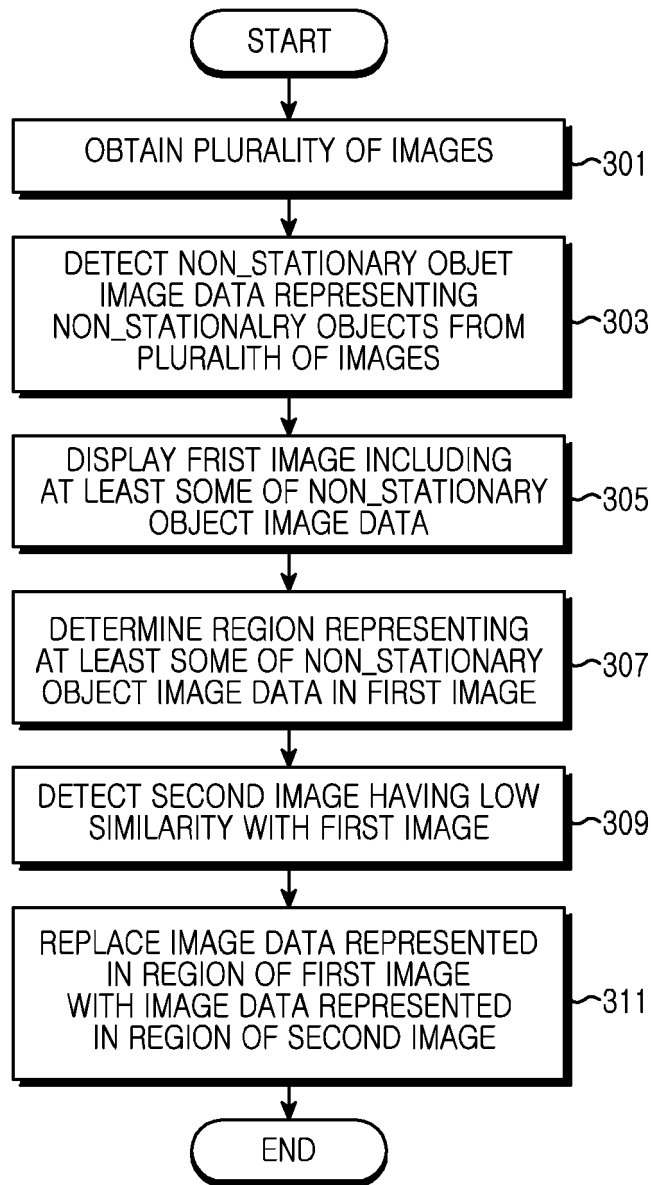 START
OBTAIN PLURALITY OF IMAGES
301
DETECT NON_STATIONARY OBJET
IMAGE DATA REPRESENTING
NON_STATIONALRY OBJECTS FROM
PLURALITH OF IMAGES
303
DISPLAY FRIST IMAGE INCLUDING
AT LEAST SOME OF NON_STATIONARY
OBJECT IMAGE DATA
305
DETERMINE REGION REPRESENTING
AT LEAST SOME OF NON_STATIONARY
OBJECT IMAGE DATA IN FIRST IMAGE
307
DETECT SECOND IMAGE HAVING LOW
SIMILARITY WITH FIRST IMAGE
309
REPLACE IMAGE DATA REPRESENTED
IN REGION OF FIRST IMAGE
WITH IMAGE DATA REPRESENTED
IN REGION OF SECOND IMAGE
311
END